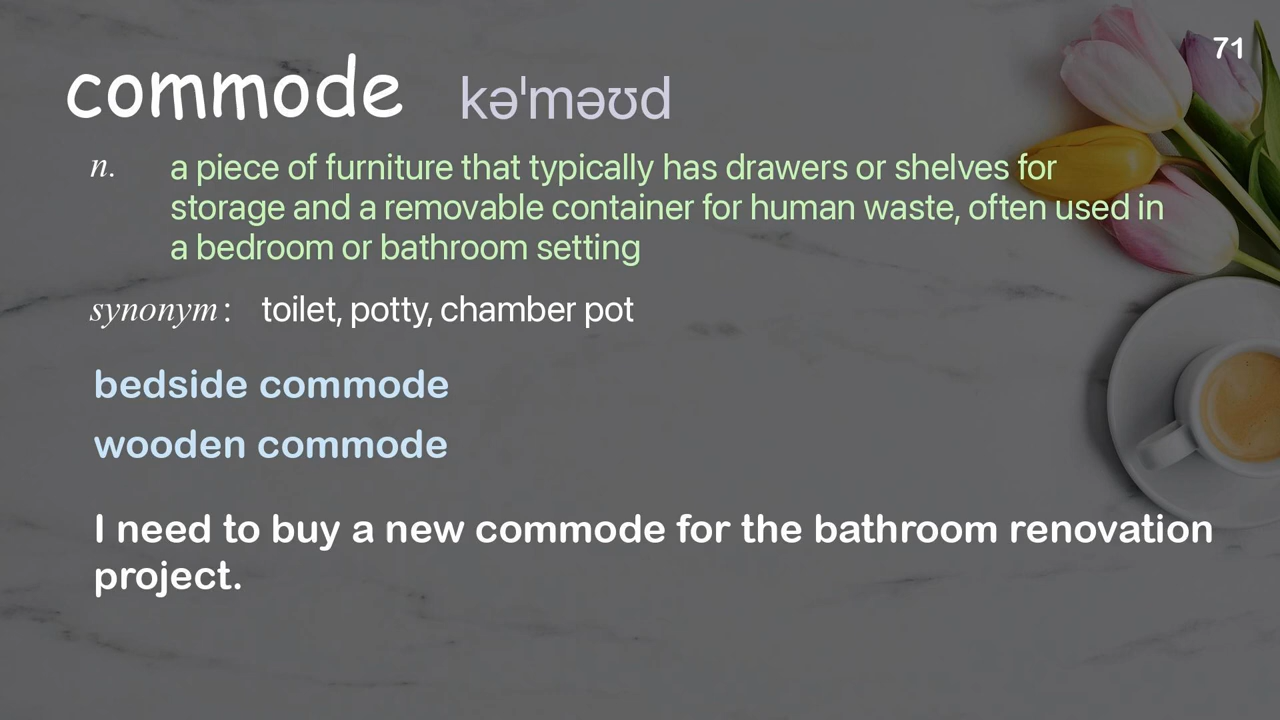 71
commode kəˈməʊd
n. a piece of furniture that typically has drawers or shelves for
storage and a removable container for human waste, often used in
a bedroom or bathroom setting
synonym: toilet, potty, chamber pot
bedside commode
wooden commode
I need to buy a new commode for the bathroom renovation
project.